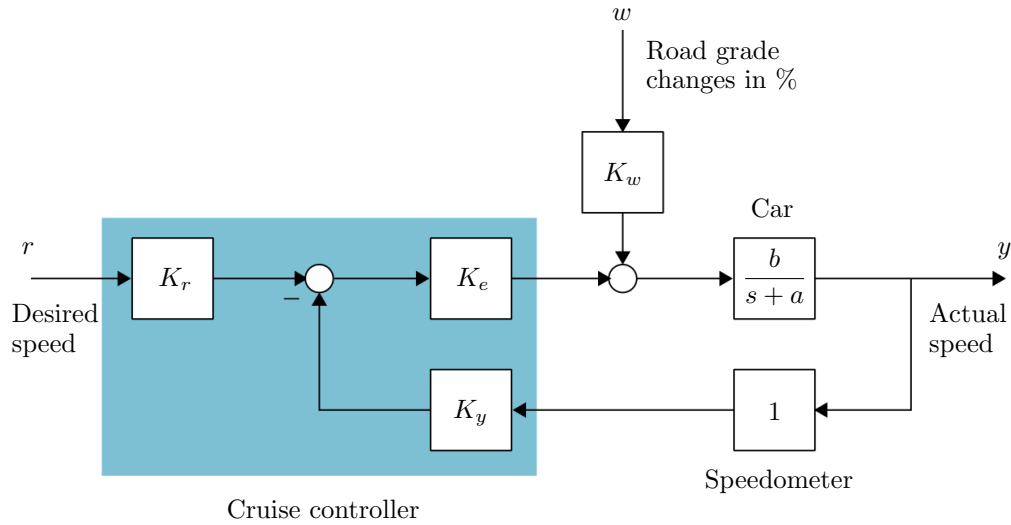 w
Road grade
changes in %
K_w
Car
r
K_r
−
K_e
b
s + a
y
Desired
speed
Actual
speed
K_y
1
Speedometer
Cruise controller